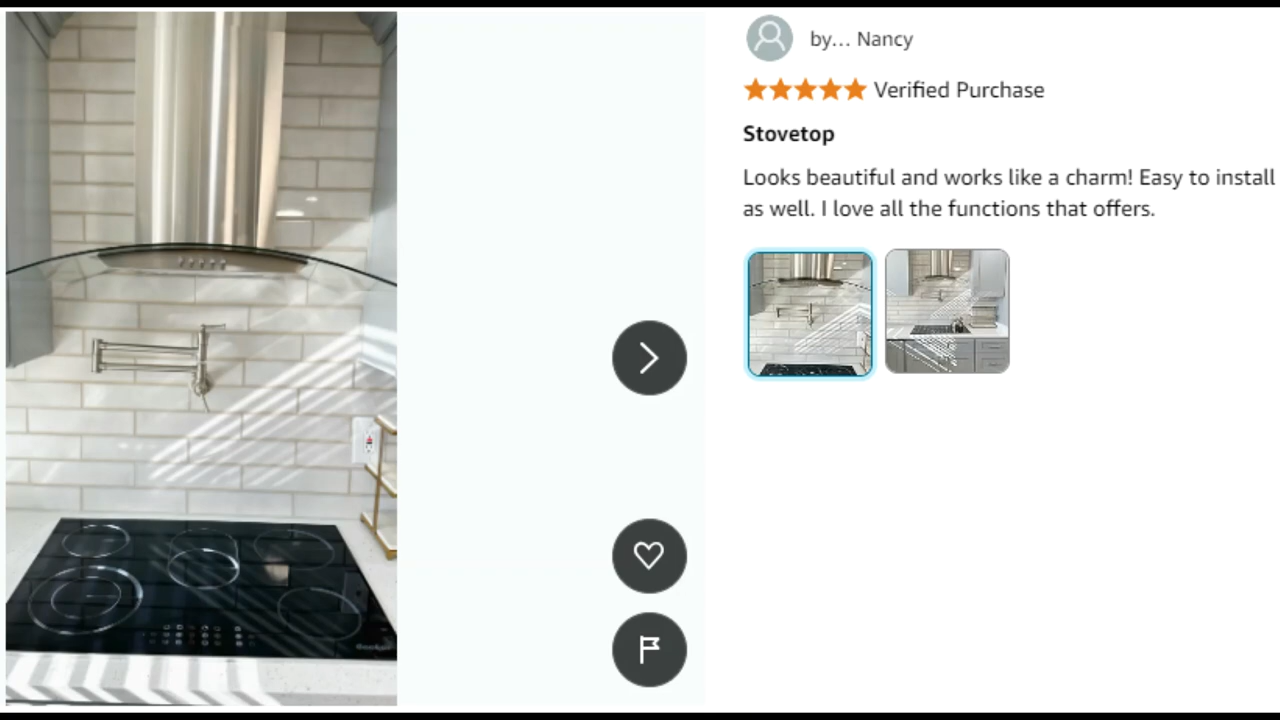 by... Nancy
Verified Purchase
Stovetop
Looks beautiful and works like a charm! Easy to install
as well. I love all the functions that offers.